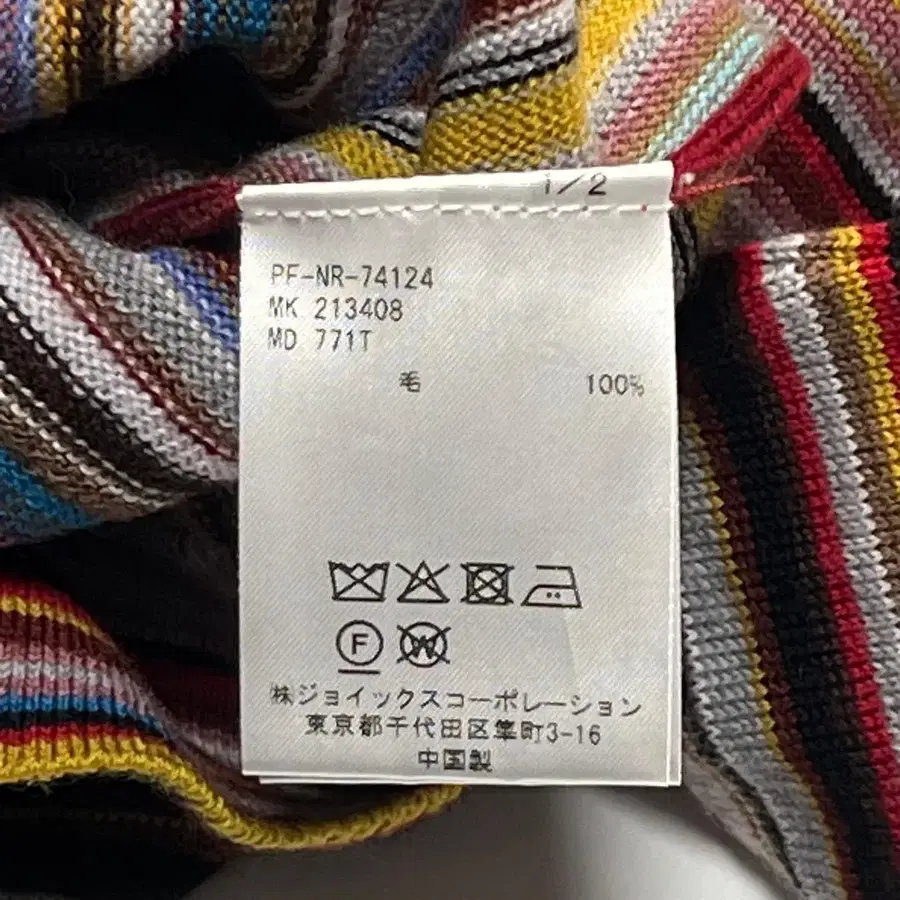 1/2
PF-NR-74124
MK 213408
MD 771T
毛 100%
F W
㈱ジョイックスコーポレーション
東京都千代田区隼町3-16
中国製